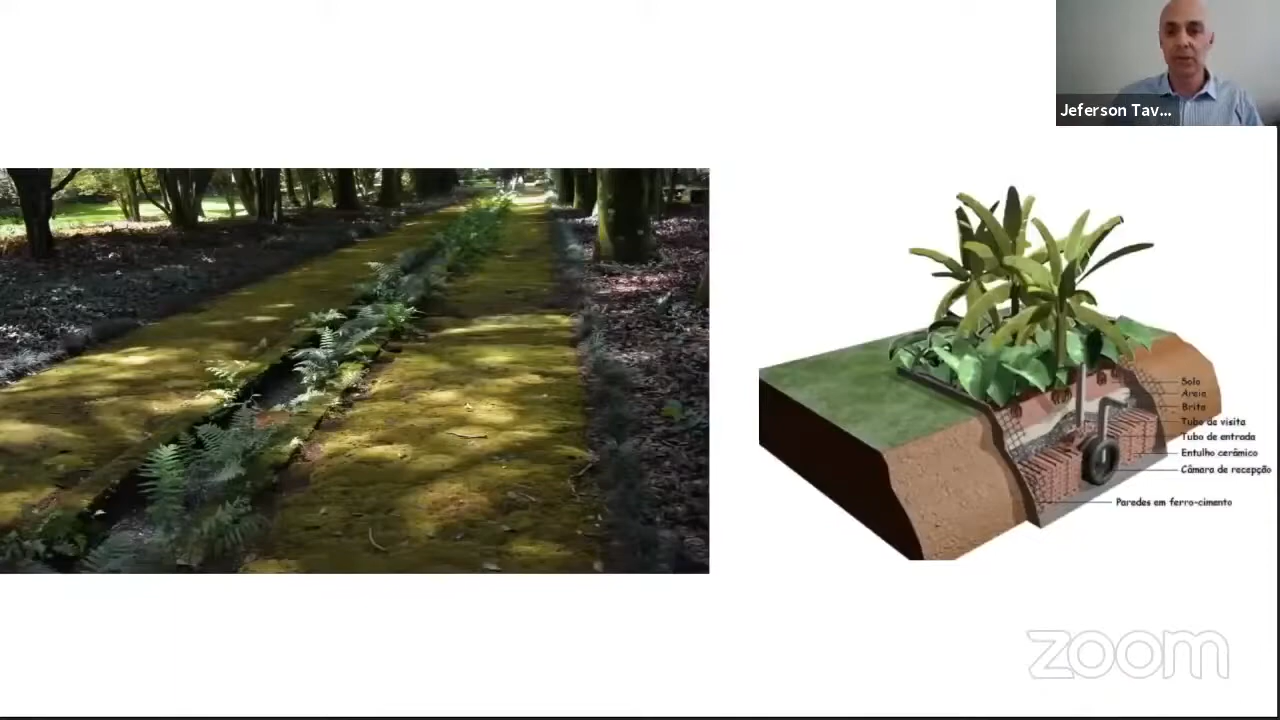 Jeferson Tav...
Solo
Areia
Brita
Tubo de visita
Tubo de entrada
Entulho cerâmico
Câmara de recepção
Paredes em ferro-cimento
zoom